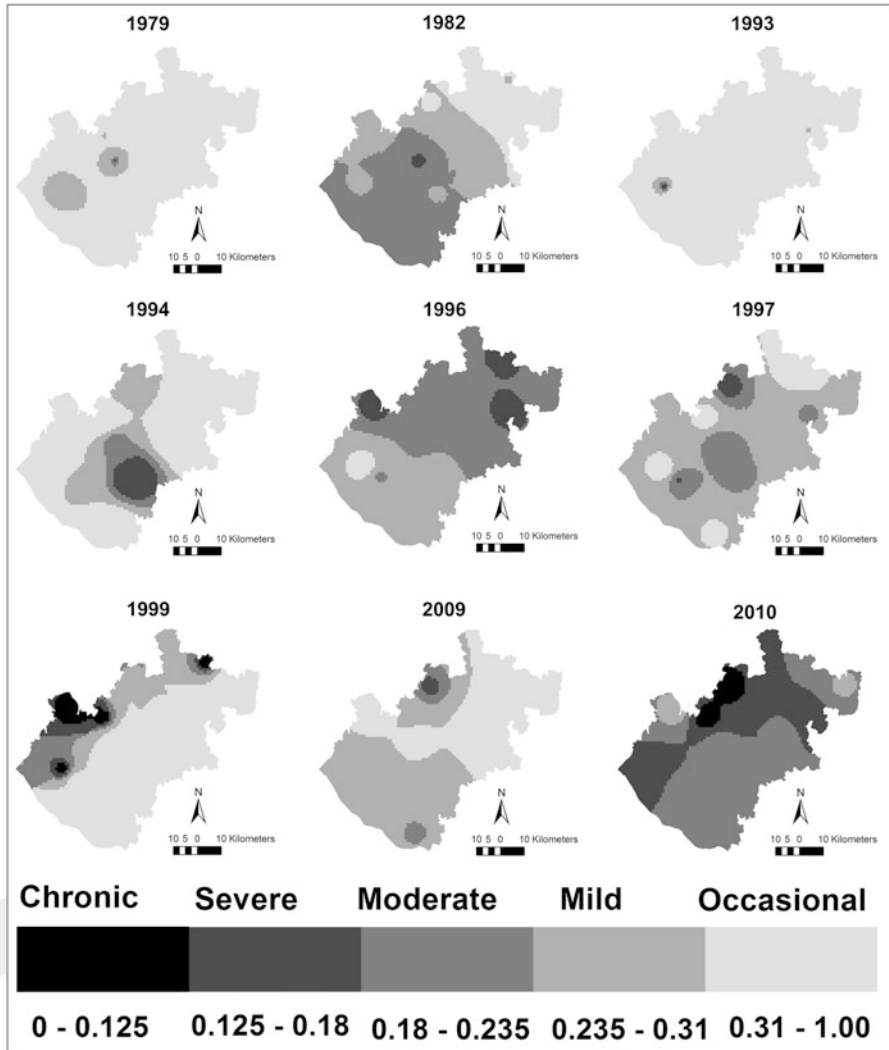 1979 1982 1993
N N N
10 5 0 10 Kilometers 10 5 0 10 Kilometers 10 5 0 10 Kilometers
1994 1996 1997
N N N
10 5 0 10 Kilometers 10 5 0 10 Kilometers 10 5 0 10 Kilometers
1999 2009 2010
N N N
10 5 0 10 Kilometers 10 5 0 10 Kilometers 10 5 0 10 Kilometers
Chronic Severe Moderate Mild Occasional
0 - 0.125 0.125 - 0.18 0.18 - 0.235 0.235 - 0.31 0.31 - 1.00